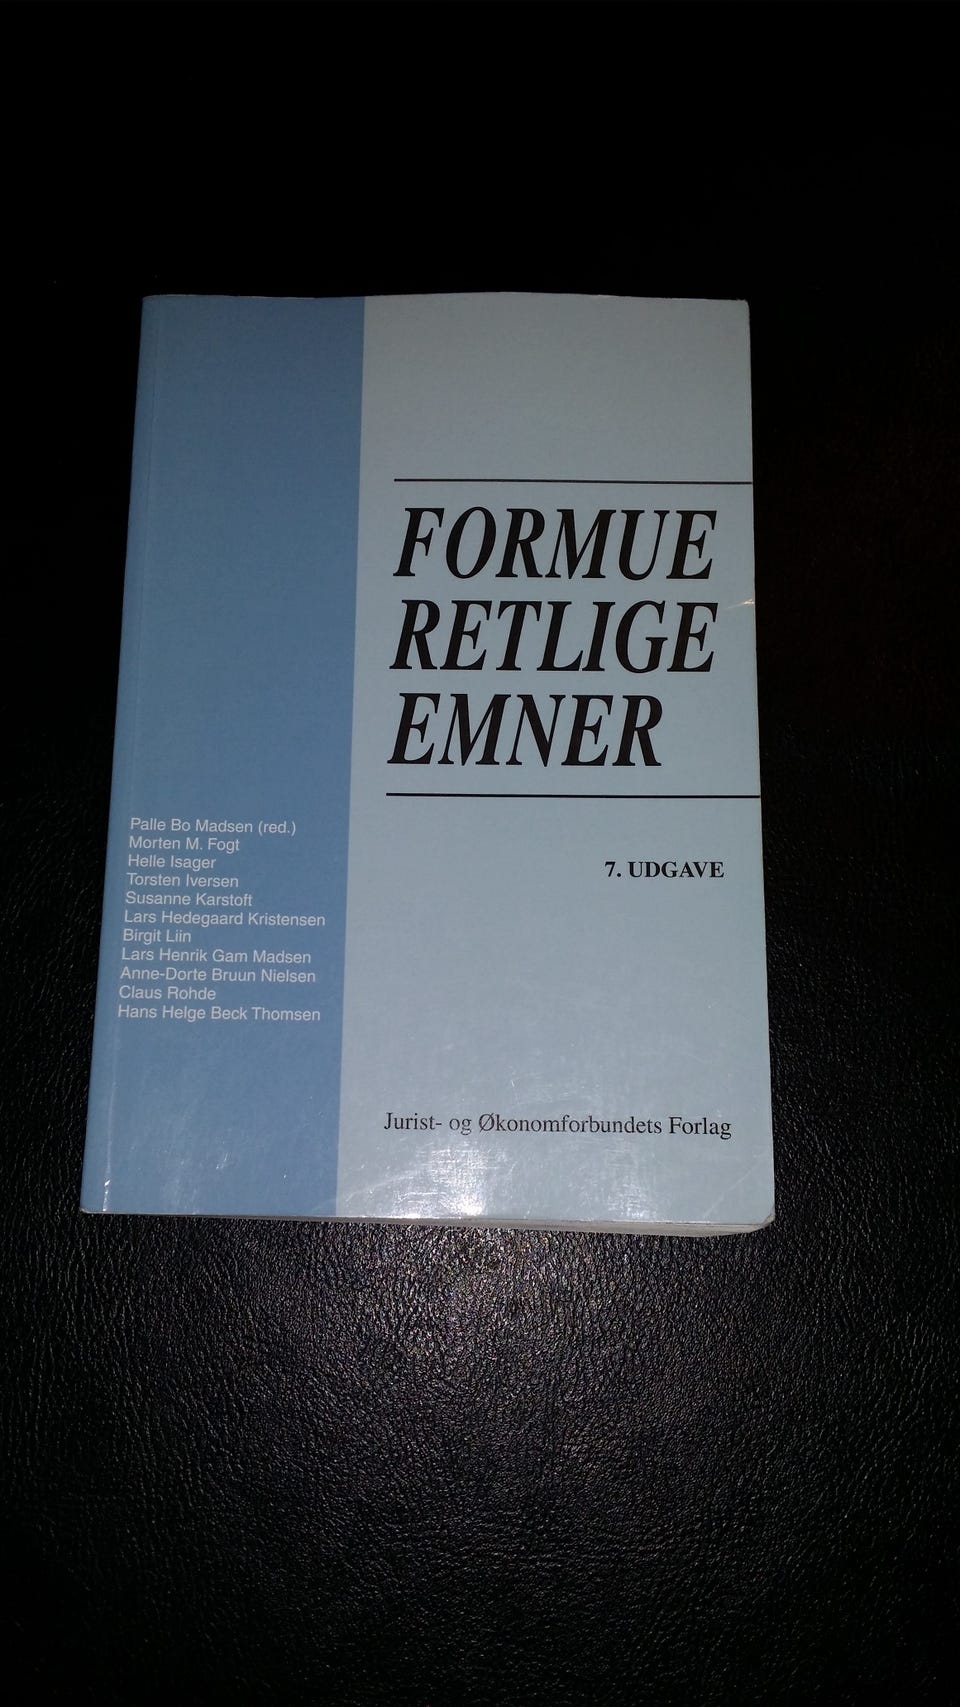 FORMUE
RETLIGE
EMNER
7. UDGAVE
Palle Bo Madsen (red.)
Morten M. Fogt
Helle Isager
Torsten Iversen
Susanne Karstoft
Lars Hedegaard Kristensen
Birgit Liin
Lars Henrik Gam Madsen
Anne-Dorte Bruun Nielsen
Claus Rohde
Hans Helge Beck Thomsen
Jurist- og Økonomforbundets Forlag